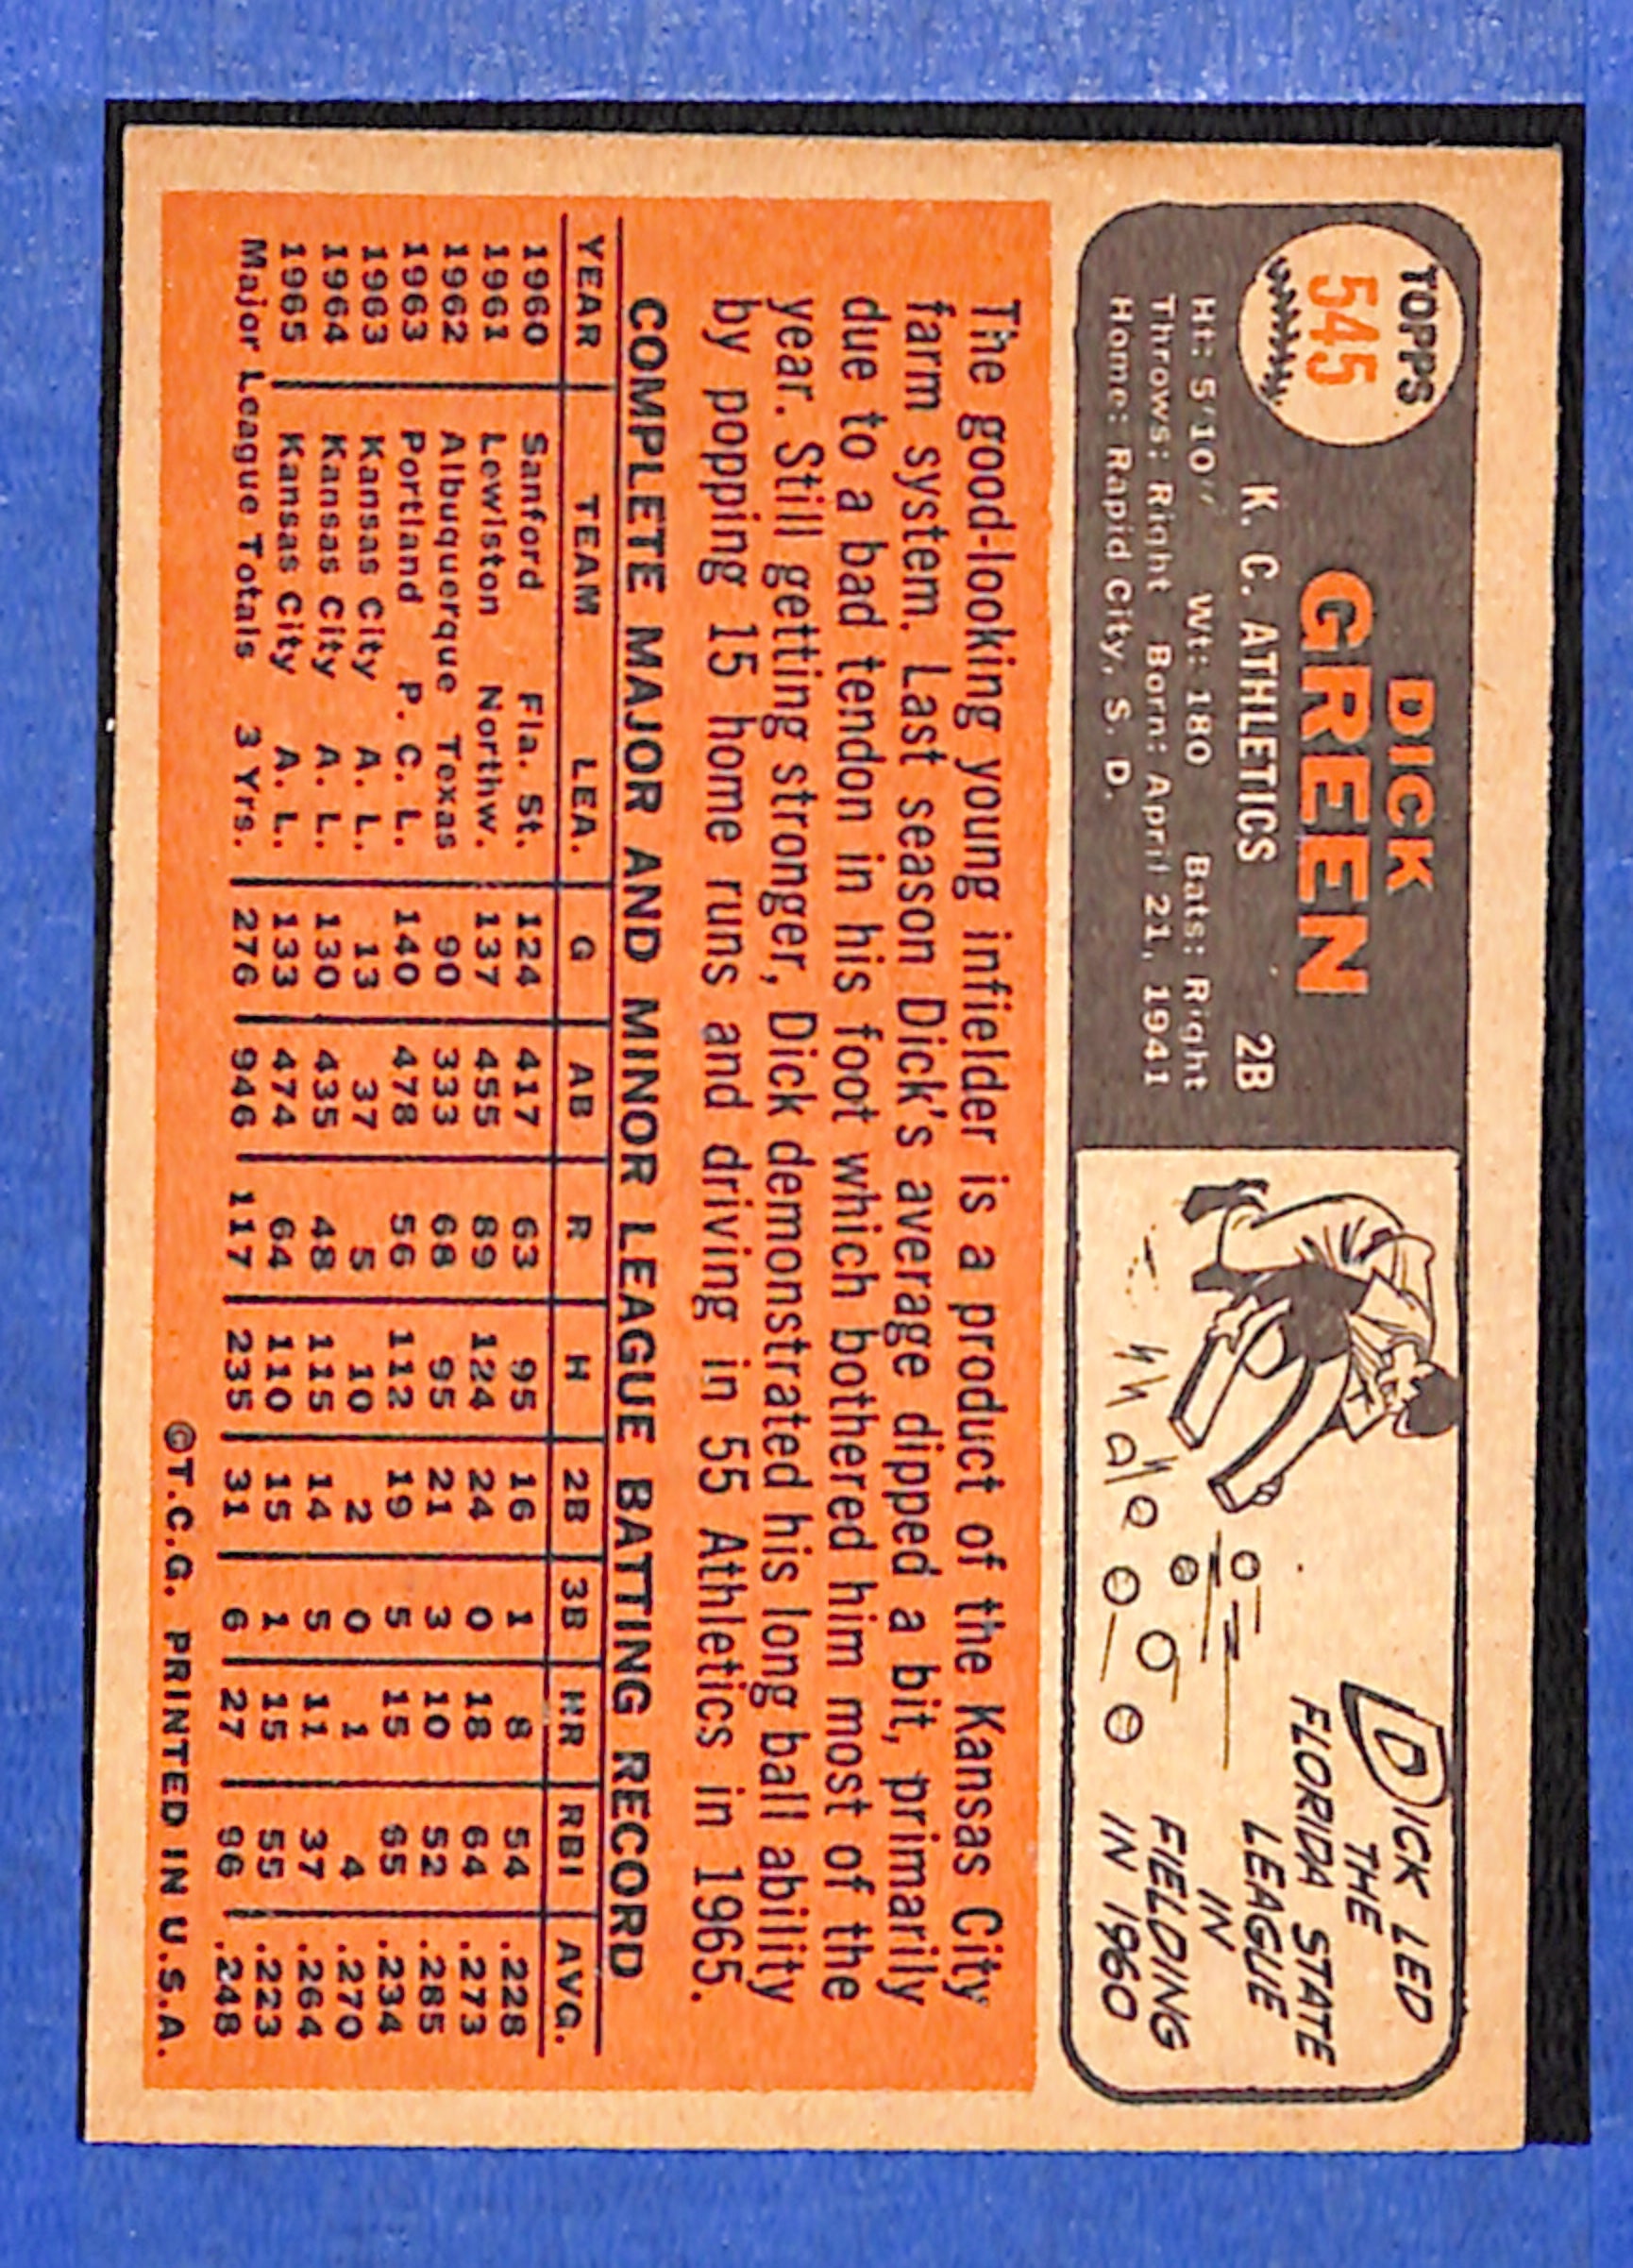 TOPPS
545
DICK
GREEN
K. C. ATHLETICS 2B
Ht: 5'10" Wt: 180 Bats: Right
Throws: Right Born: April 21, 1941
Home: Rapid City, S. D.
DICK LED
THE
FLORIDA STATE
LEAGUE
IN
FIELDING
IN 1960
The good-looking young infielder is a product of the Kansas City
farm system. Last season Dick's average dipped a bit, primarily
due to a bad tendon in his foot which bothered him most of the
year. Still getting stronger, Dick demonstrated his long ball ability
by popping 15 home runs and driving in 55 Athletics in 1965.
COMPLETE MAJOR AND MINOR LEAGUE BATTING RECORD
YEAR TEAM LEA. G AB R H 2B 3B HR RBI AVG.
1960 Sanford Fla. St. 124 417 63 95 16 1 8 54 .228
1961 Lewiston Northw. 137 455 89 124 24 0 18 64 .273
1962 Albuquerque Texas 90 333 68 95 21 3 10 52 .285
1963 Portland P. C. L. 140 478 56 112 19 5 15 65 .234
1963 Kansas City A. L. 13 37 5 10 2 0 1 4 .270
1964 Kansas City A. L. 130 435 48 115 14 5 11 37 .264
1965 Kansas City A. L. 133 474 64 110 15 1 15 55 .223
Major League Totals 3 Yrs. 276 946 117 235 31 6 27 96 .248
©T.C.G. PRINTED IN U.S.A.